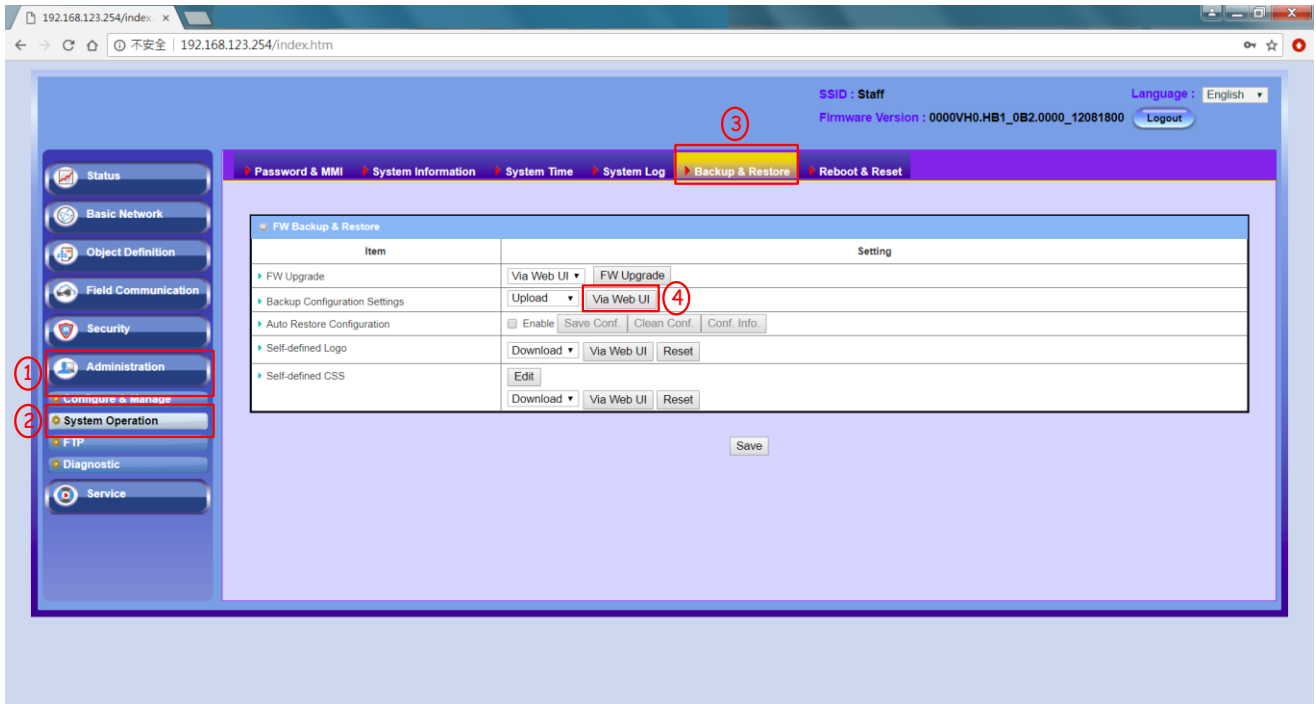 192.168.123.254/index.
不安全 | 192.168.123.254/index.htm
SSID : Staff
Language : English
Firmware Version : 0000VH0.HB1_0B2.0000_12081800 Logout
3
Password & MMI System Information System Time System Log Backup & Restore Reboot & Reset
Status
Basic Network
Object Definition
Field Communication
Security
1 Administration
Configure & Manage
2 System Operation
FTP
Diagnostic
Service
FW Backup & Restore
Item Setting
FW Upgrade Via Web UI FW Upgrade
Backup Configuration Settings Upload Via Web UI 4
Auto Restore Configuration Enable Save Conf. Clean Conf. Conf. Info.
Self-defined Logo Download Via Web UI Reset
Self-defined CSS Edit
Download Via Web UI Reset
Save